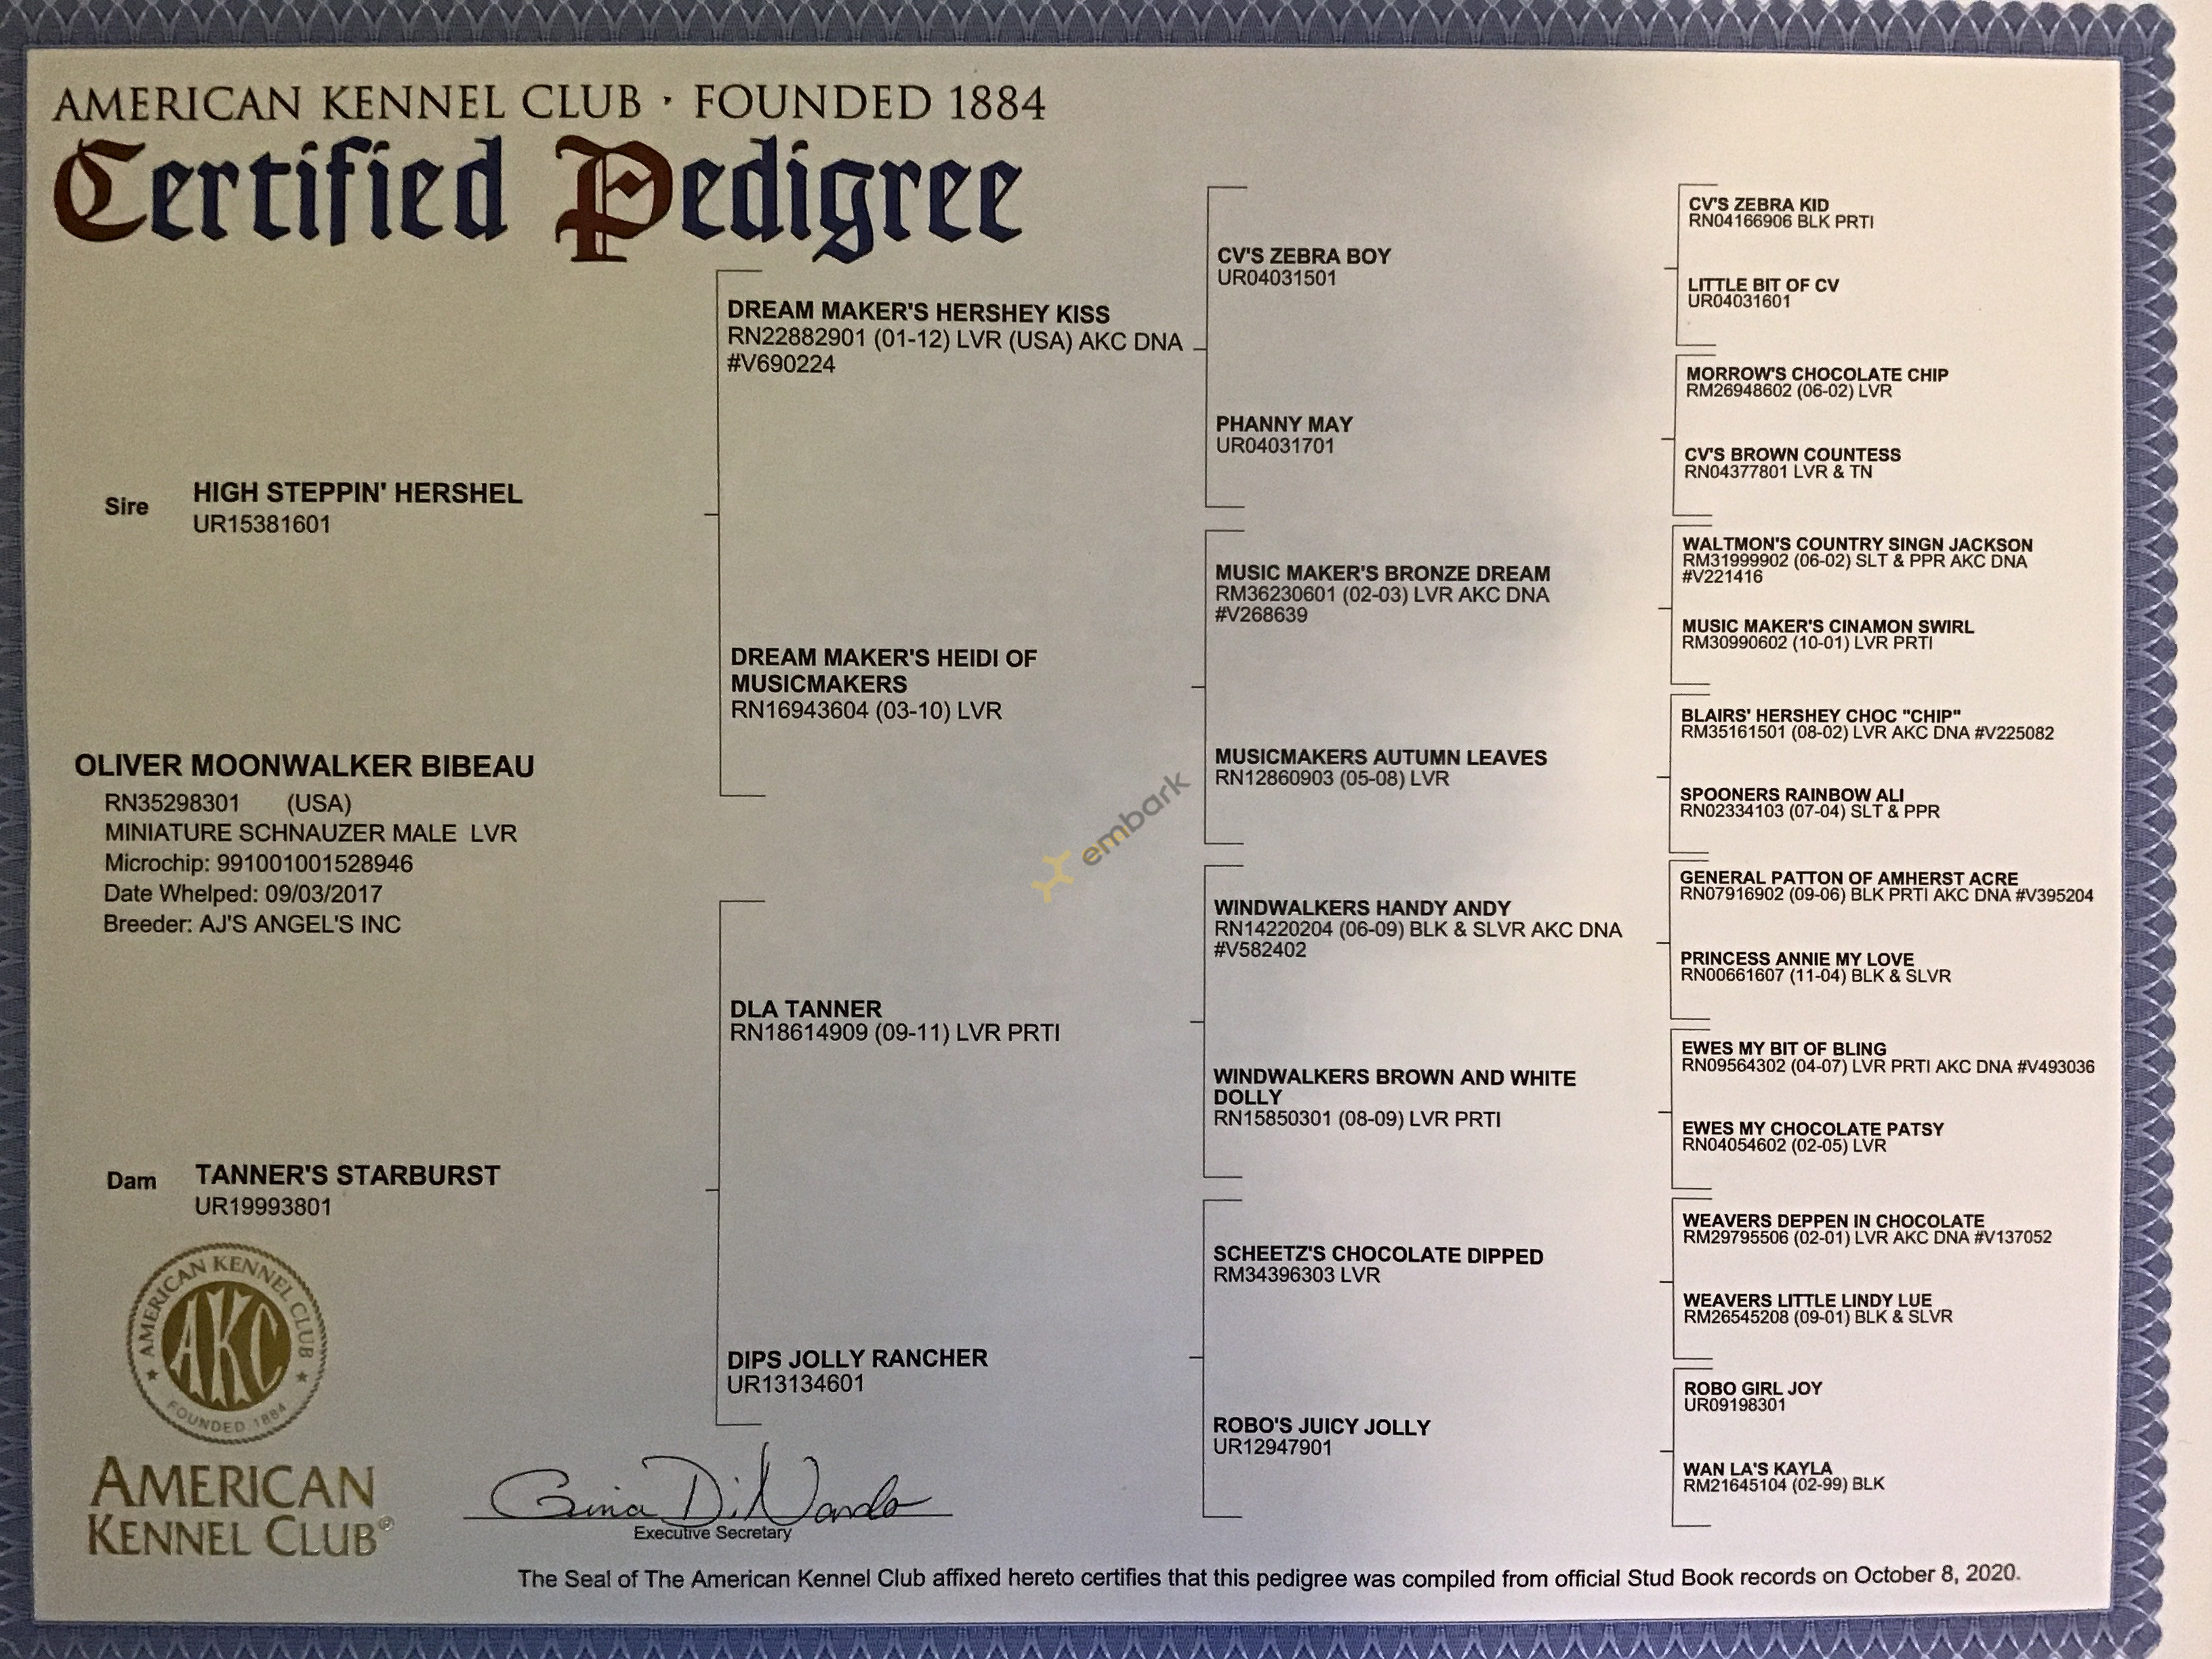 AMERICAN KENNEL CLUB · FOUNDED 1884
Certified Pedigree
Sire
HIGH STEPPIN' HERSHEL
UR15381601
OLIVER MOONWALKER BIBEAU
RN35298301 (USA)
MINIATURE SCHNAUZER MALE LVR
Microchip: 991001001528946
Date Whelped: 09/03/2017
Breeder: AJ'S ANGEL'S INC
Dam
TANNER'S STARBURST
UR19993801
DREAM MAKER'S HERSHEY KISS
RN22882901 (01-12) LVR (USA) AKC DNA
#V690224
DREAM MAKER'S HEIDI OF
MUSICMAKERS
RN16943604 (03-10) LVR
DLA TANNER
RN18614909 (09-11) LVR PRTI
DIPS JOLLY RANCHER
UR13134601
CV'S ZEBRA BOY
UR04031501
PHANNY MAY
UR04031701
MUSIC MAKER'S BRONZE DREAM
RM36230601 (02-03) LVR AKC DNA
#V268639
MUSICMAKERS AUTUMN LEAVES
RN12860903 (05-08) LVR
WINDWALKERS HANDY ANDY
RN14220204 (06-09) BLK & SLVR AKC DNA
#V582402
WINDWALKERS BROWN AND WHITE
DOLLY
RN15850301 (08-09) LVR PRTI
SCHEETZ'S CHOCOLATE DIPPED
RM34396303 LVR
ROBO'S JUICY JOLLY
UR12947901
CV'S ZEBRA KID
RN04166906 BLK PRTI
LITTLE BIT OF CV
UR04031601
MORROW'S CHOCOLATE CHIP
RM26948602 (06-02) LVR
CV'S BROWN COUNTESS
RN04377801 LVR & TN
WALTMON'S COUNTRY SINGN JACKSON
RM31999902 (06-02) SLT & PPR AKC DNA
#V221416
MUSIC MAKER'S CINAMON SWIRL
RM30990602 (10-01) LVR PRTI
BLAIRS' HERSHEY CHOC "CHIP"
RM35161501 (08-02) LVR AKC DNA #V225082
SPOONERS RAINBOW ALI
RN02334103 (07-04) SLT & PPR
GENERAL PATTON OF AMHERST ACRE
RN07916902 (09-06) BLK PRTI AKC DNA #V395204
PRINCESS ANNIE MY LOVE
RN00661607 (11-04) BLK & SLVR
EWES MY BIT OF BLING
RN09564302 (04-07) LVR PRTI AKC DNA #V493036
EWES MY CHOCOLATE PATSY
RN04054602 (02-05) LVR
WEAVERS DEPPEN IN CHOCOLATE
RM29795506 (02-01) LVR AKC DNA #V137052
WEAVERS LITTLE LINDY LUE
RM26545208 (09-01) BLK & SLVR
ROBO GIRL JOY
UR09198301
WAN LA'S KAYLA
RM21645104 (02-99) BLK
embark
AMERICAN KENNEL CLUB
AKC
FOUNDED 1884
AMERICAN
KENNEL CLUB®
Gina DiNardo
Executive Secretary
The Seal of The American Kennel Club affixed hereto certifies that this pedigree was compiled from official Stud Book records on October 8, 2020.